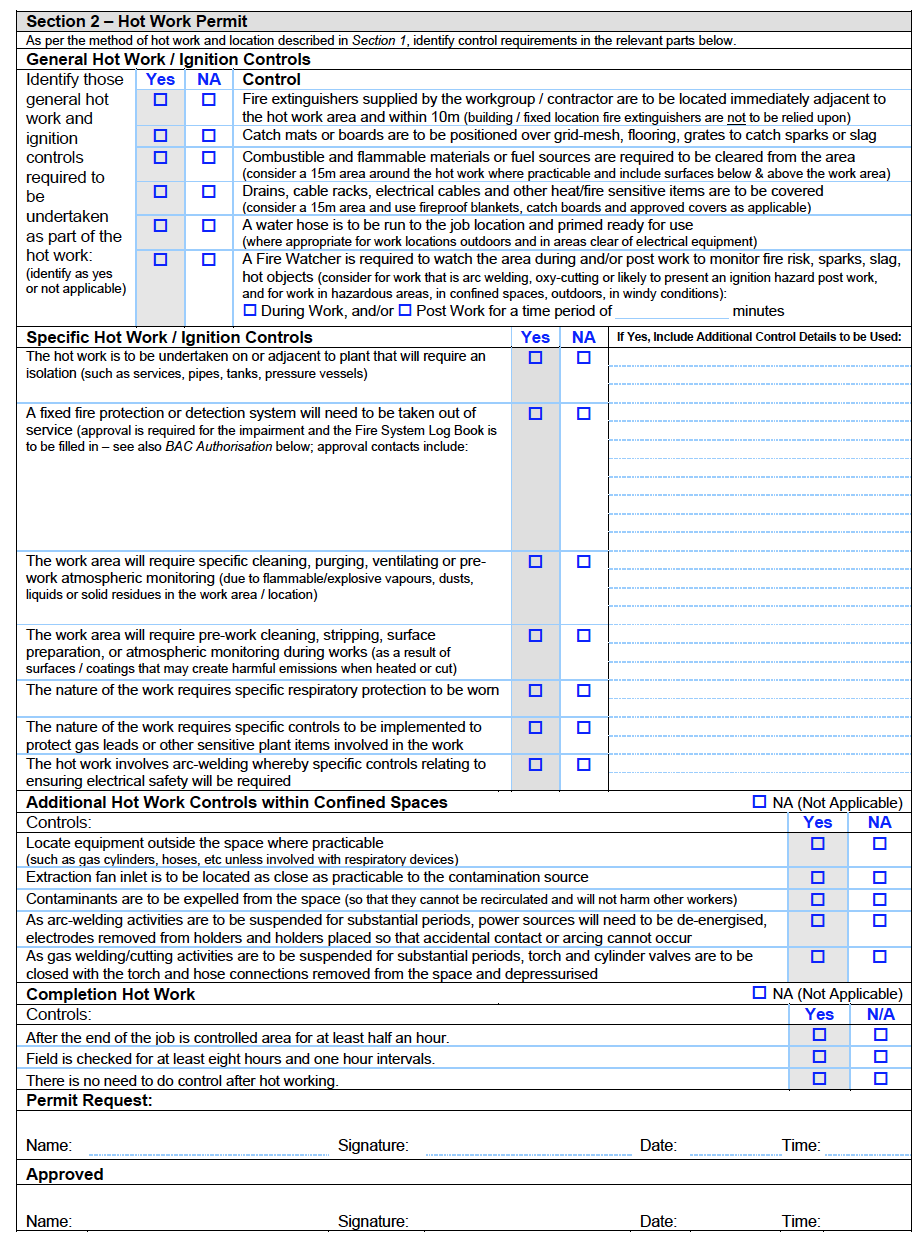 Section 2 – Hot Work Permit
As per the method of hot work and location described in Section 1, identify control requirements in the relevant parts below.
General Hot Work / Ignition Controls
Identify those
general hot
work and
ignition
controls
required to
be
undertaken
as part of the
hot work:
(identify as yes
or not applicable)
Yes NA Control
Fire extinguishers supplied by the workgroup / contractor are to be located immediately adjacent to
the hot work area and within 10m (building / fixed location fire extinguishers are not to be relied upon)
Catch mats or boards are to be positioned over grid-mesh, flooring, grates to catch sparks or slag
Combustible and flammable materials or fuel sources are required to be cleared from the area
(consider a 15m area around the hot work where practicable and include surfaces below & above the work area)
Drains, cable racks, electrical cables and other heat/fire sensitive items are to be covered
(consider a 15m area and use fireproof blankets, catch boards and approved covers as applicable)
A water hose is to be run to the job location and primed ready for use
(where appropriate for work locations outdoors and in areas clear of electrical equipment)
A Fire Watcher is required to watch the area during and/or post work to monitor fire risk, sparks, slag,
hot objects (consider for work that is arc welding, oxy-cutting or likely to present an ignition hazard post work,
and for work in hazardous areas, in confined spaces, outdoors, in windy conditions):
☐ During Work, and/or ☐ Post Work for a time period of ______________ minutes
Specific Hot Work / Ignition Controls Yes NA If Yes, Include Additional Control Details to be Used:
The hot work is to be undertaken on or adjacent to plant that will require an
isolation (such as services, pipes, tanks, pressure vessels)
A fixed fire protection or detection system will need to be taken out of
service (approval is required for the impairment and the Fire System Log Book is
to be filled in – see also BAC Authorisation below; approval contacts include:
The work area will require specific cleaning, purging, ventilating or pre-
work atmospheric monitoring (due to flammable/explosive vapours, dusts,
liquids or solid residues in the work area / location)
The work area will require pre-work cleaning, stripping, surface
preparation, or atmospheric monitoring during works (as a result of
surfaces / coatings that may create harmful emissions when heated or cut)
The nature of the work requires specific respiratory protection to be worn
The nature of the work requires specific controls to be implemented to
protect gas leads or other sensitive plant items involved in the work
The hot work involves arc-welding whereby specific controls relating to
ensuring electrical safety will be required
Additional Hot Work Controls within Confined Spaces ☐ NA (Not Applicable)
Controls: Yes NA
Locate equipment outside the space where practicable
(such as gas cylinders, hoses, etc unless involved with respiratory devices)
Extraction fan inlet is to be located as close as practicable to the contamination source
Contaminants are to be expelled from the space (so that they cannot be recirculated and will not harm other workers)
As arc-welding activities are to be suspended for substantial periods, power sources will need to be de-energised,
electrodes removed from holders and holders placed so that accidental contact or arcing cannot occur
As gas welding/cutting activities are to be suspended for substantial periods, torch and cylinder valves are to be
closed with the torch and hose connections removed from the space and depressurised
Completion Hot Work ☐ NA (Not Applicable)
Controls: Yes N/A
After the end of the job is controlled area for at least half an hour.
Field is checked for at least eight hours and one hour intervals.
There is no need to do control after hot working.
Permit Request:
Name: Signature: Date: Time:
Approved
Name: Signature: Date: Time: